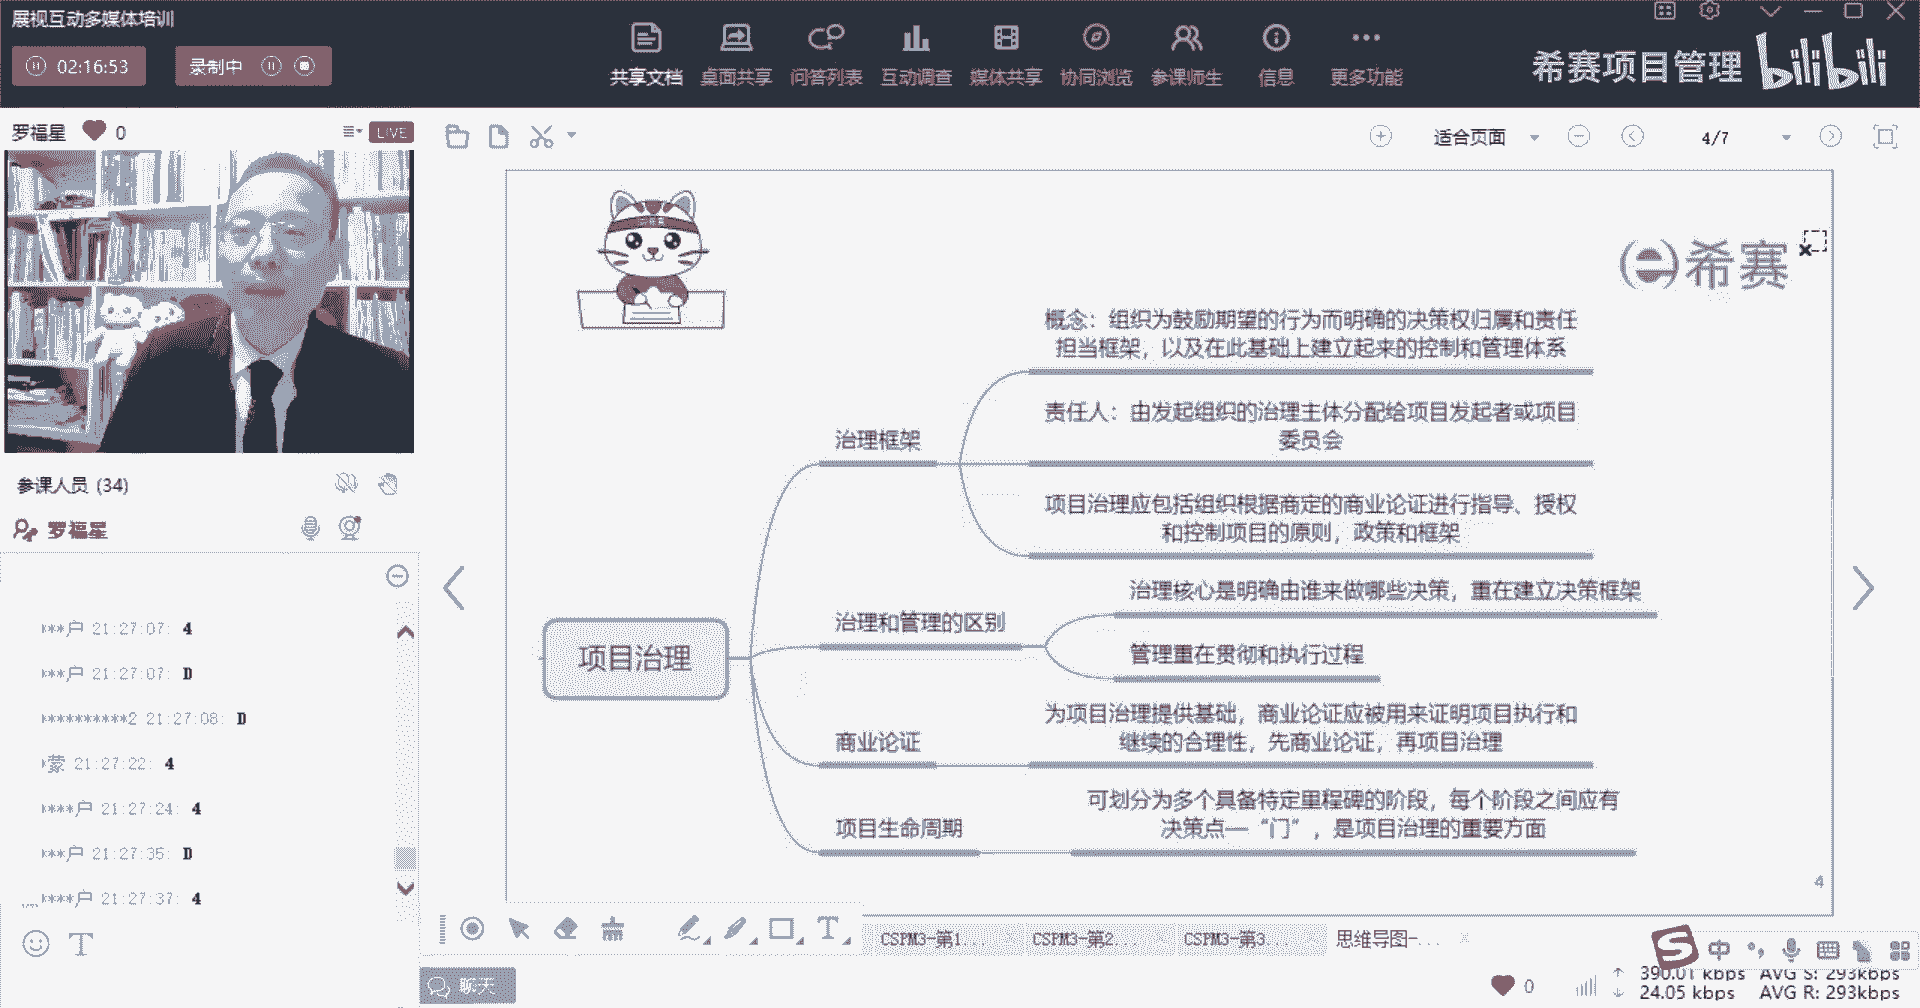 展视互动多媒体培训
02:16:53
录制中
共享文档
桌面共享
问答列表
互动调查
媒体共享
协同浏览
参课师生
信息
更多功能
希赛项目管理
bilibili
罗福星
0
LIVE
适合页面
4/7
希赛
概念：组织为鼓励期望的行为而明确的决策权归属和责任
担当框架，以及在此基础上建立起来的控制和管理体系
责任人：由发起组织的治理主体分配给项目发起者或项目
委员会
治理框架
项目治理应包括组织根据商定的商业论证进行指导、授权
和控制项目的原则，政策和框架
治理核心是明确由谁来做哪些决策，重在建立决策框架
治理和管理的区别
管理重在贯彻和执行过程
项目治理
为项目治理提供基础，商业论证应被用来证明项目执行和
继续的合理性，先商业论证，再项目治理
商业论证
可划分为多个具备特定里程碑的阶段，每个阶段之间应有
决策点—“门”，是项目治理的重要方面
项目生命周期
4
参课人员 (34)
罗福星
***户 21:27:07: 4
***户 21:27:07: D
**********2 21:27:08: D
*蒙 21:27:22: 4
****户 21:27:24: 4
***户 21:27:35: D
****户 21:27:37: 4
CSPM3-第1...
CSPM3-第2...
CSPM3-第3...
思维导图-...
聊天
中
0
390.01 kbps AVG S: 293kbps
24.05 kbps AVG R: 293kbps